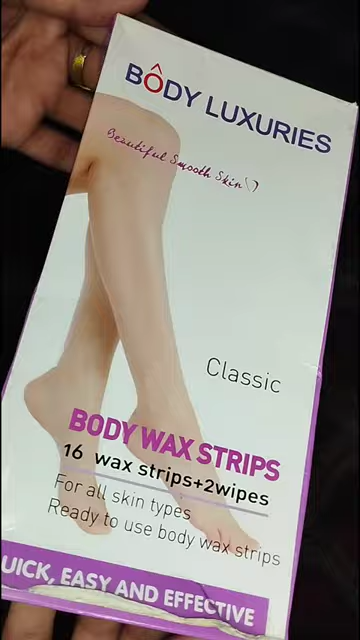 BÔDY LUXURIES
Beautiful Smooth Skin
Classic
BODY WAX STRIPS
16 wax strips+2wipes
For all skin types
Ready to use body wax strips
UICK, EASY AND EFFECTIVE